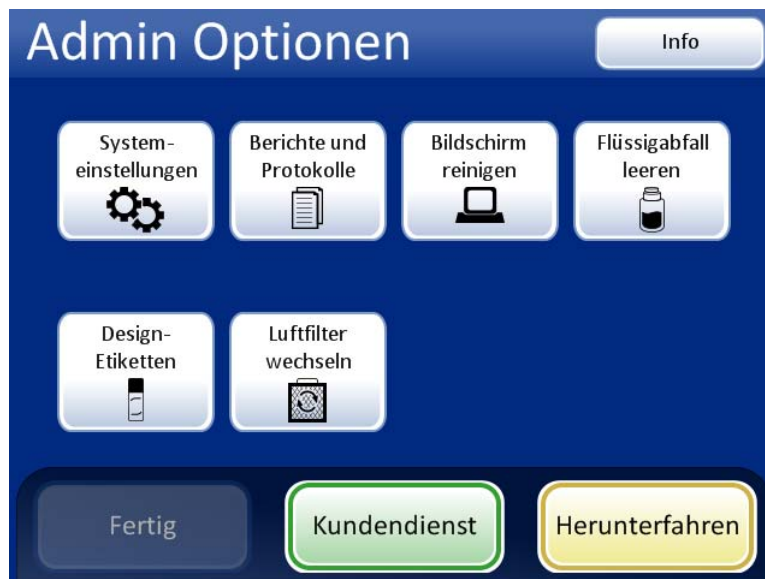 Admin Optionen
Info
System-
einstellungen
Berichte und
Protokolle
Bildschirm
reinigen
Flüssigabfall
leeren
Design-
Etiketten
Luftfilter
wechseln
Fertig
Kundendienst
Herunterfahren